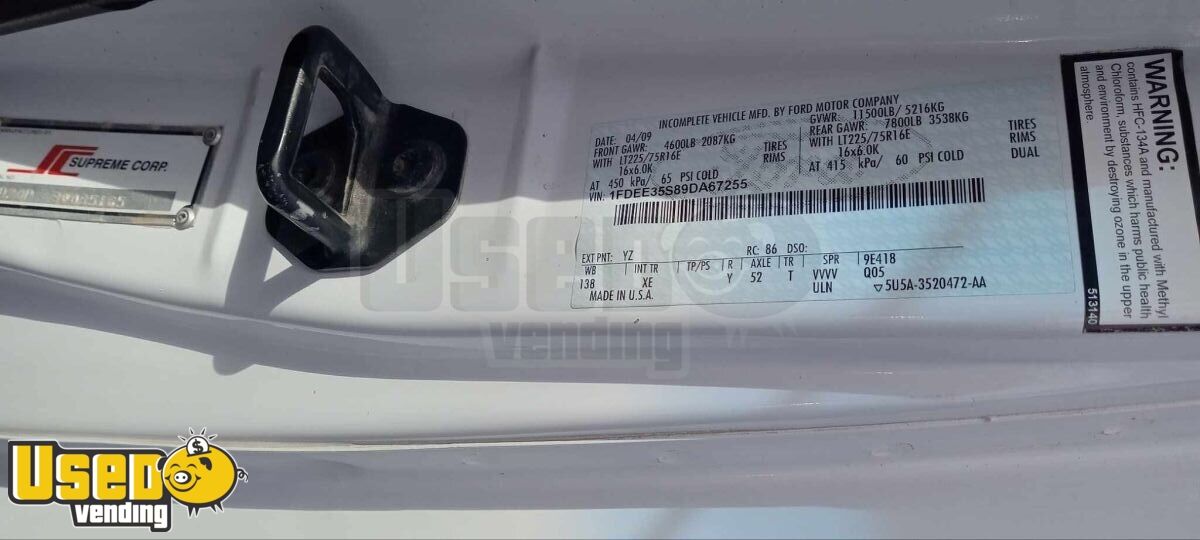 SUPREME CORP.
INCOMPLETE VEHICLE MFD. BY FORD MOTOR COMPANY
DATE: 04/09 GVWR: 11500LB/ 5216KG
FRONT GAWR: 4600LB 2087KG REAR GAWR: 7800LB 3538KG
WITH LT225/75R16E TIRES WITH LT225/75R16E TIRES
16x6.0K RIMS 16x6.0K RIMS
AT 450 kPa/ 65 PSI COLD AT 415 kPa/ 60 PSI COLD DUAL
VIN: 1FDEE35S89DA67255
EXT PNT: YZ RC: 86 DSO:
WB INT TR TP/PS R AXLE TR SPR 9E418
138 XE Y 52 T VVVV Q05
ULN
MADE IN U.S.A. 5U5A-3520472-AA
WARNING:
contains HFC-134A and manufactured with Methyl
Chloroform, substances which harms public health
and environment by destroying ozone in the upper
atmosphere.
513140
Used
vending
Used
vending